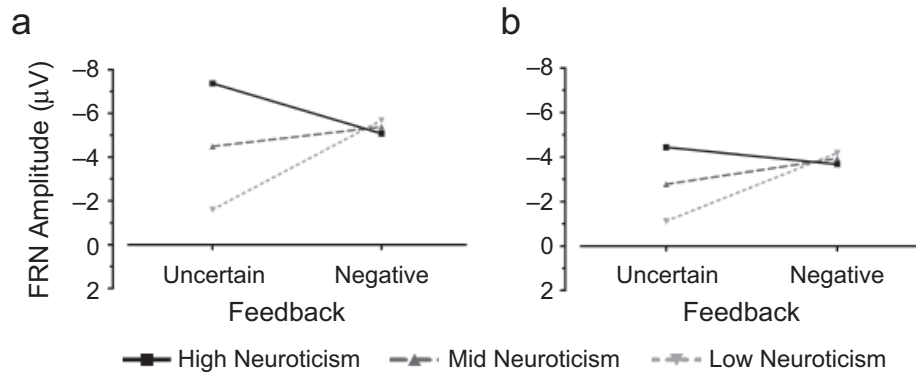 a
FRN Amplitude (μV)
–8
–6
–4
–2
0
2
Uncertain Negative
Feedback
b
–8
–6
–4
–2
0
2
Uncertain Negative
Feedback
High Neuroticism Mid Neuroticism Low Neuroticism